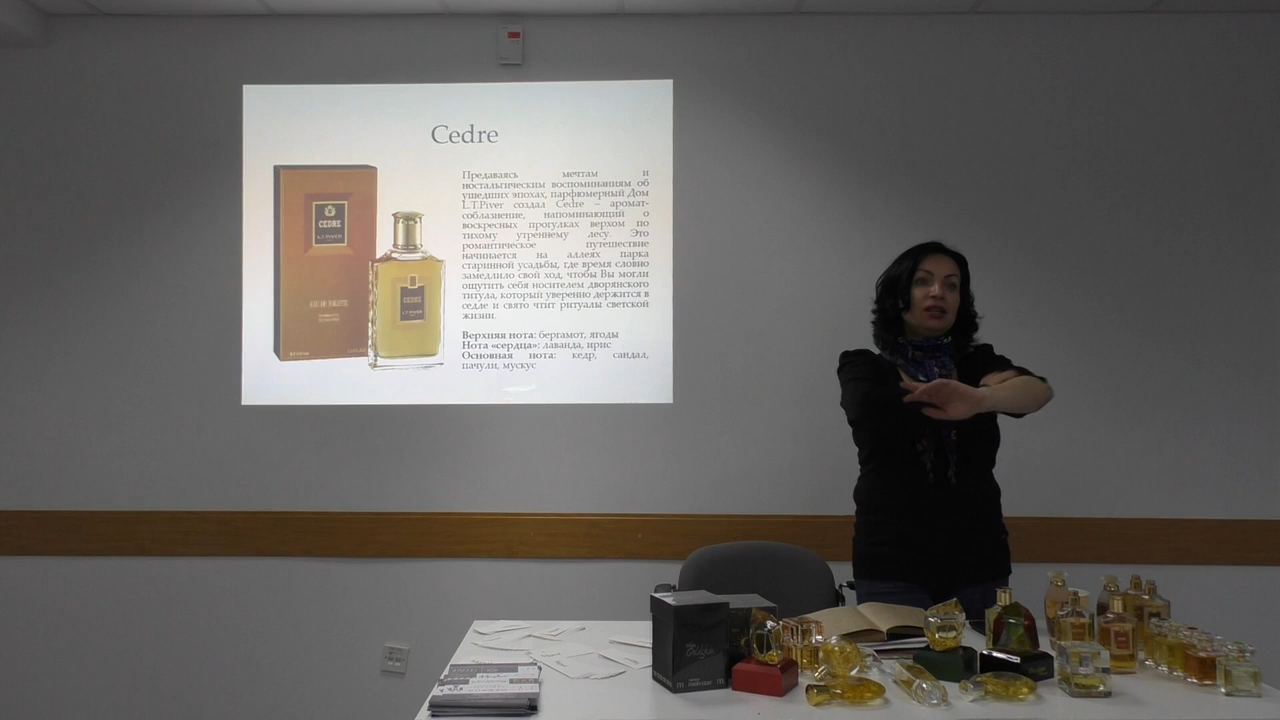 Cedre
Предаваясь мечтам и
ностальгическим воспоминаниям об
ушедших эпохах, парфюмерный Дом
L.T.Piver создал Cedre – аромат-
соблазнение, напоминающий о
воскресных прогулках верхом по
тихому утреннему лесу. Это
романтическое путешествие
начинается на аллеях парка
старинной усадьбы, где время словно
замедлило свой ход, чтобы Вы могли
ощутить себя носителем дворянского
титула, который уверенно держится в
седле и свято чтит ритуалы светской
жизни.
Верхняя нота: бергамот, ягоды
Нота «сердца»: лаванда, ирис
Основная нота: кедр, сандал,
пачули, мускус
CEDRE
L.T. PIVER
EAU DE TOILETTE
CEDRE
L.T. PIVER